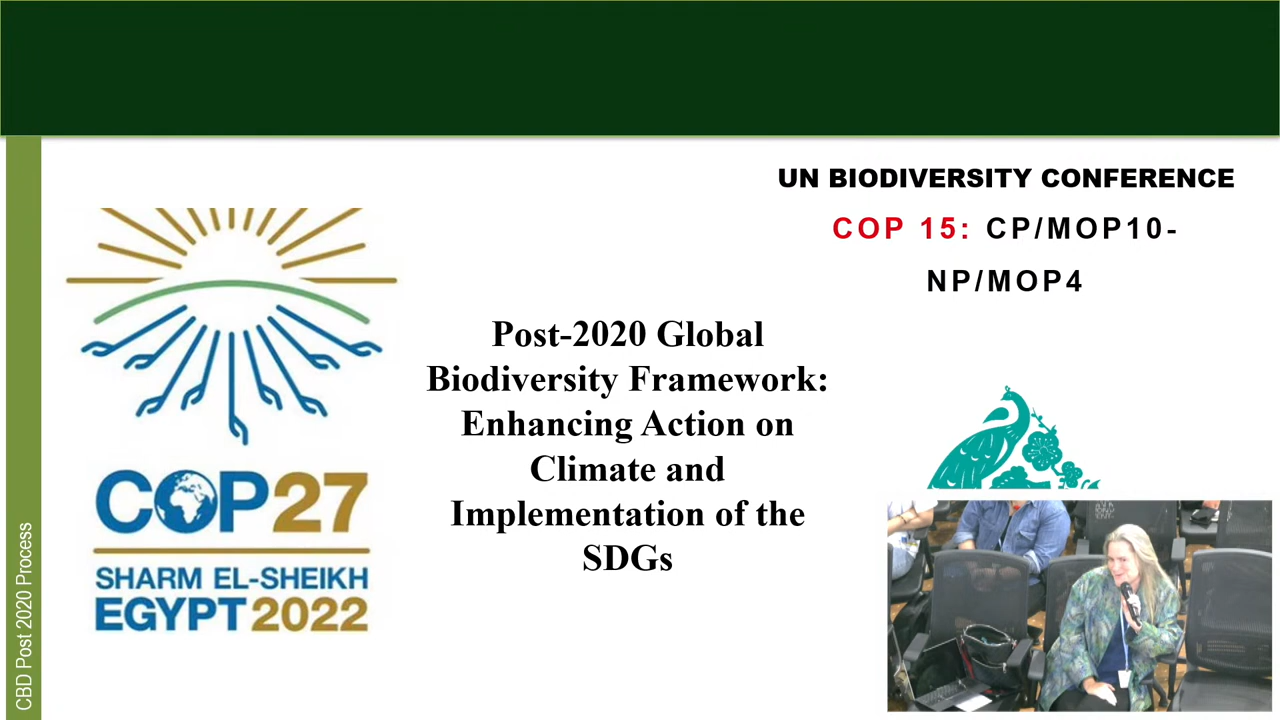 UN BIODIVERSITY CONFERENCE
COP 15: CP/MOP10-
NP/MOP4
Post-2020 Global
Biodiversity Framework:
Enhancing Action on
Climate and
Implementation of the
SDGs
COP27
SHARM EL-SHEIKH
EGYPT 2022
CBD Post 2020 Process